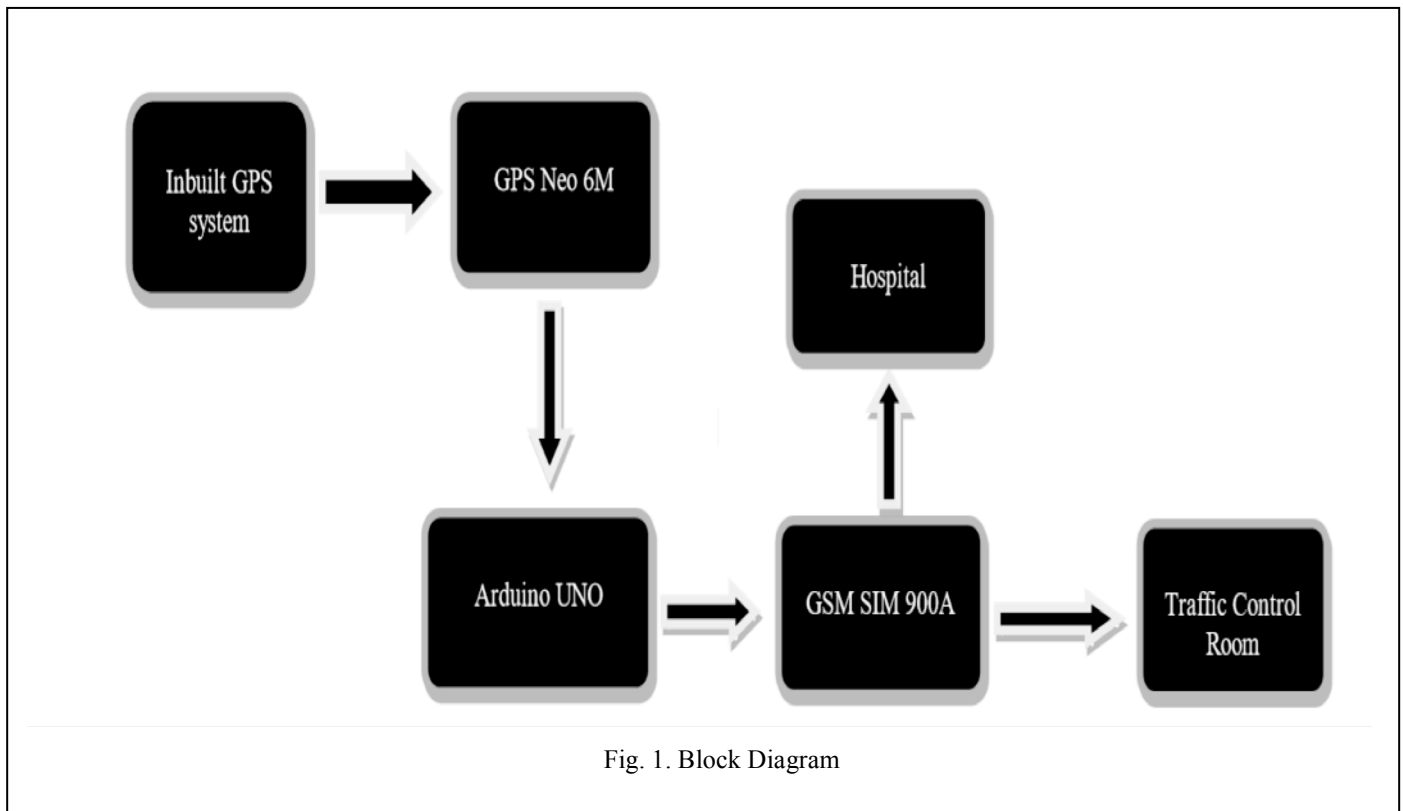 Inbuilt GPS
system
GPS Neo 6M
Hospital
Arduino UNO
GSM SIM 900A
Traffic Control
Room
Fig. 1. Block Diagram